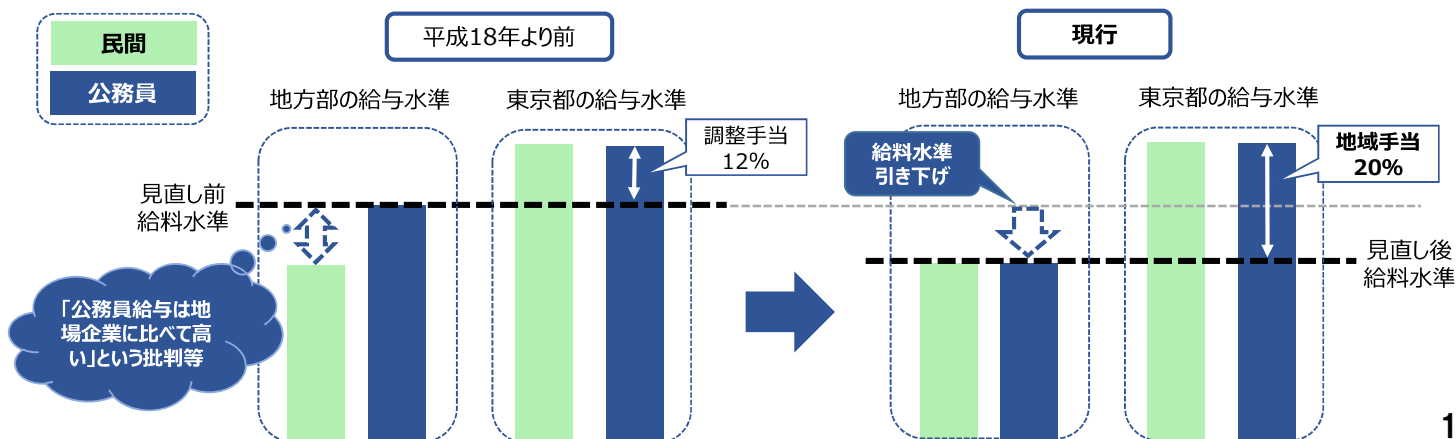 民間
公務員
平成18年より前
地方部の給与水準
東京都の給与水準
調整手当
12%
見直し前
給料水準
「公務員給与は地
場企業に比べて高
い」という批判等
現行
地方部の給与水準
東京都の給与水準
給料水準
引き下げ
地域手当
20%
見直し後
給料水準
1